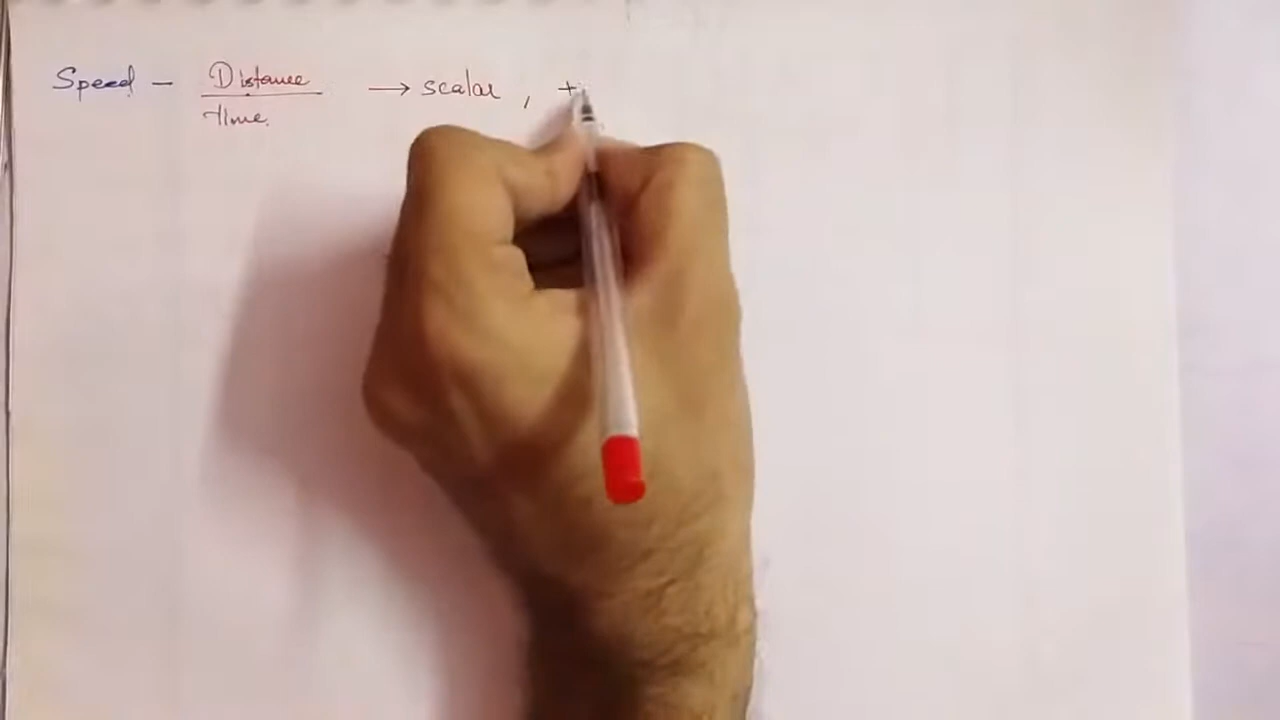 Speed - Distance → scalar , +
Time.